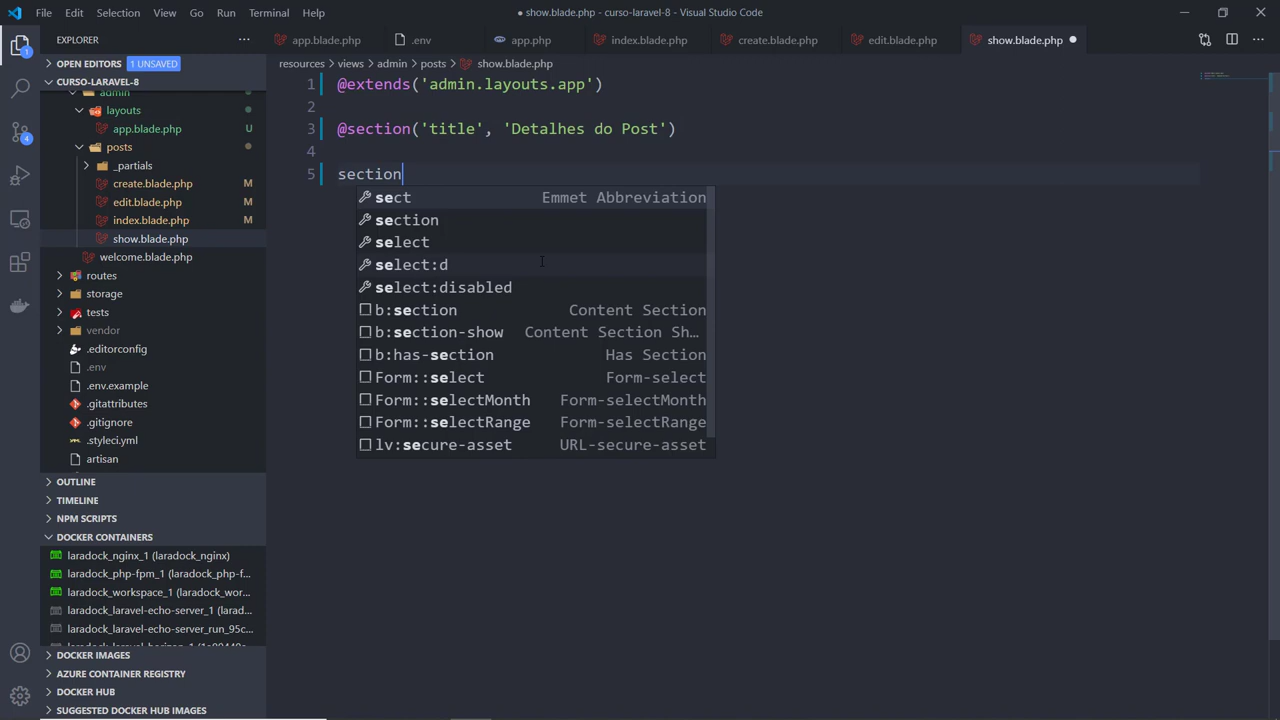 File Edit Selection View Go Run Terminal Help
● show.blade.php - curso-laravel-8 - Visual Studio Code
EXPLORER
app.blade.php .env app.php index.blade.php create.blade.php edit.blade.php show.blade.php
OPEN EDITORS 1 UNSAVED
resources > views > admin > posts > show.blade.php
CURSO-LARAVEL-8
admin
layouts
app.blade.php U
posts
_partials
create.blade.php M
edit.blade.php M
index.blade.php M
show.blade.php
welcome.blade.php
routes
storage
tests
vendor
.editorconfig
.env
.env.example
.gitattributes
.gitignore
.styleci.yml
artisan
OUTLINE
TIMELINE
NPM SCRIPTS
DOCKER CONTAINERS
laradock_nginx_1 (laradock_nginx)
laradock_php-fpm_1 (laradock_php-f...
laradock_workspace_1 (laradock_wor...
laradock_laravel-echo-server_1 (larad...
laradock_laravel-echo-server_run_95c...
DOCKER IMAGES
AZURE CONTAINER REGISTRY
DOCKER HUB
SUGGESTED DOCKER HUB IMAGES
1
4
1 @extends('admin.layouts.app')
2
3 @section('title', 'Detalhes do Post')
4
5 section
sect Emmet Abbreviation
section
select
select:d
select:disabled
b:section Content Section
b:section-show Content Section Sh...
b:has-section Has Section
Form::select Form-select
Form::selectMonth Form-selectMonth
Form::selectRange Form-selectRange
lv:secure-asset URL-secure-asset